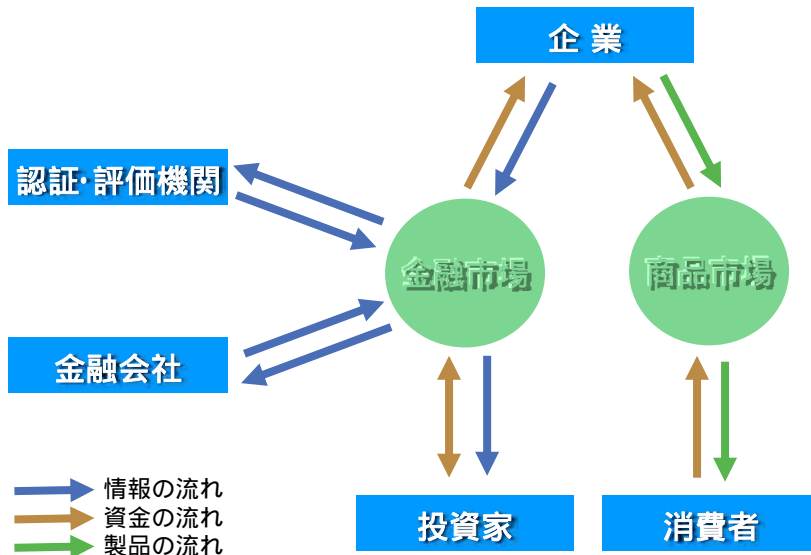 企 業
認証･評価機関
金融市場
商品市場
金融会社
投資家
消費者
情報の流れ
資金の流れ
製品の流れ